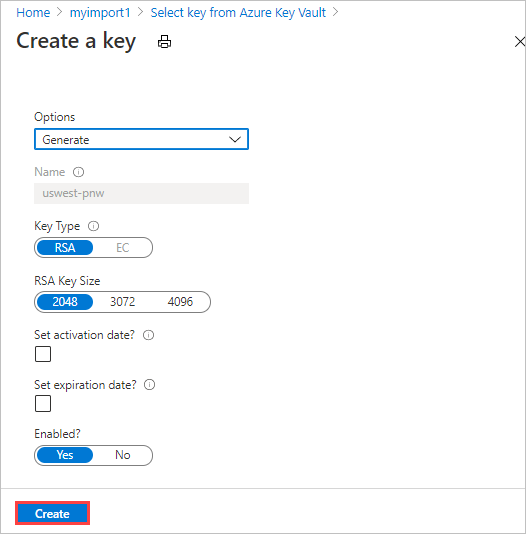 Home > myimport1 > Select key from Azure Key Vault >
Create a key
Options
Generate
Name
uswest-pnw
Key Type
RSA EC
RSA Key Size
2048 3072 4096
Set activation date?
Set expiration date?
Enabled?
Yes No
Create